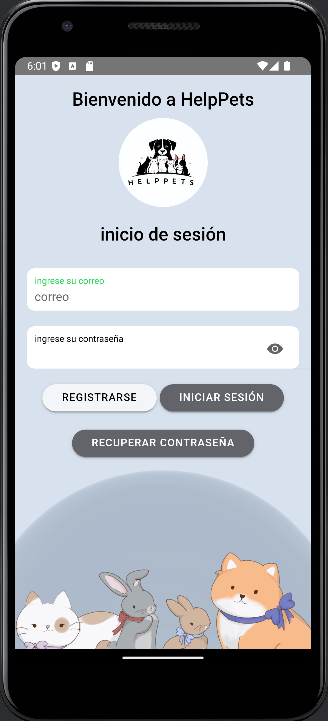 6:01
Bienvenido a HelpPets
HELPPETS
inicio de sesión
ingrese su correo
correo
ingrese su contraseña
REGISTRARSE
INICIAR SESIÓN
RECUPERAR CONTRASEÑA